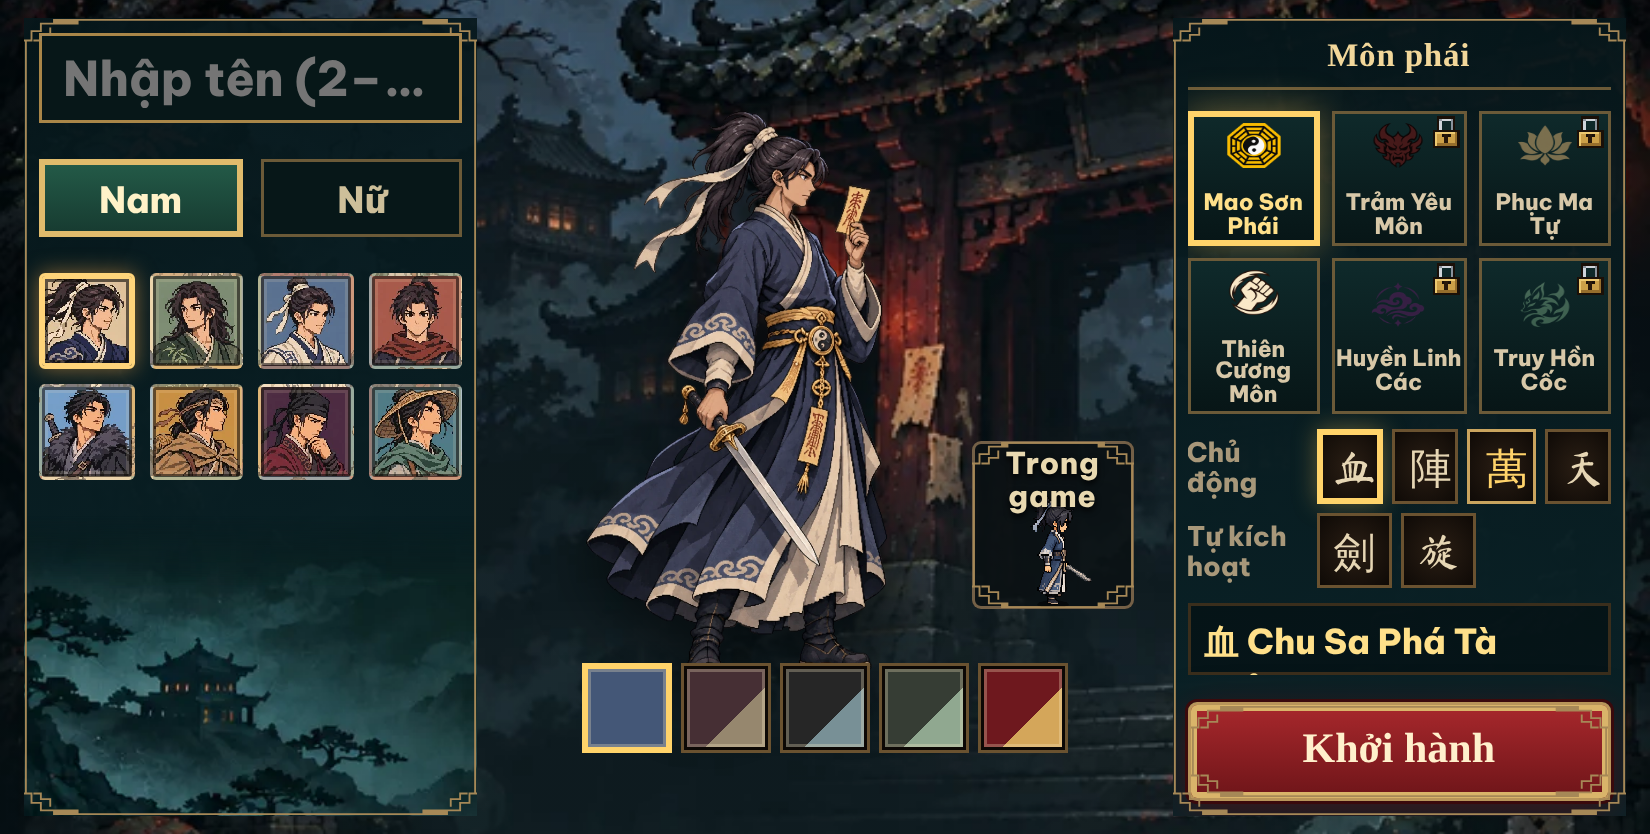 Nhập tên (2–...
Nam
Nữ
Trong
game
Môn phái
Mao Sơn
Phái
Trảm Yêu
Môn
Phục Ma
Tự
Thiên
Cương
Môn
Huyền Linh
Các
Truy Hồn
Cốc
Chủ
động
血
陣
萬
天
Tự kích
hoạt
劍
旋
血 Chu Sa Phá Tà
Khởi hành